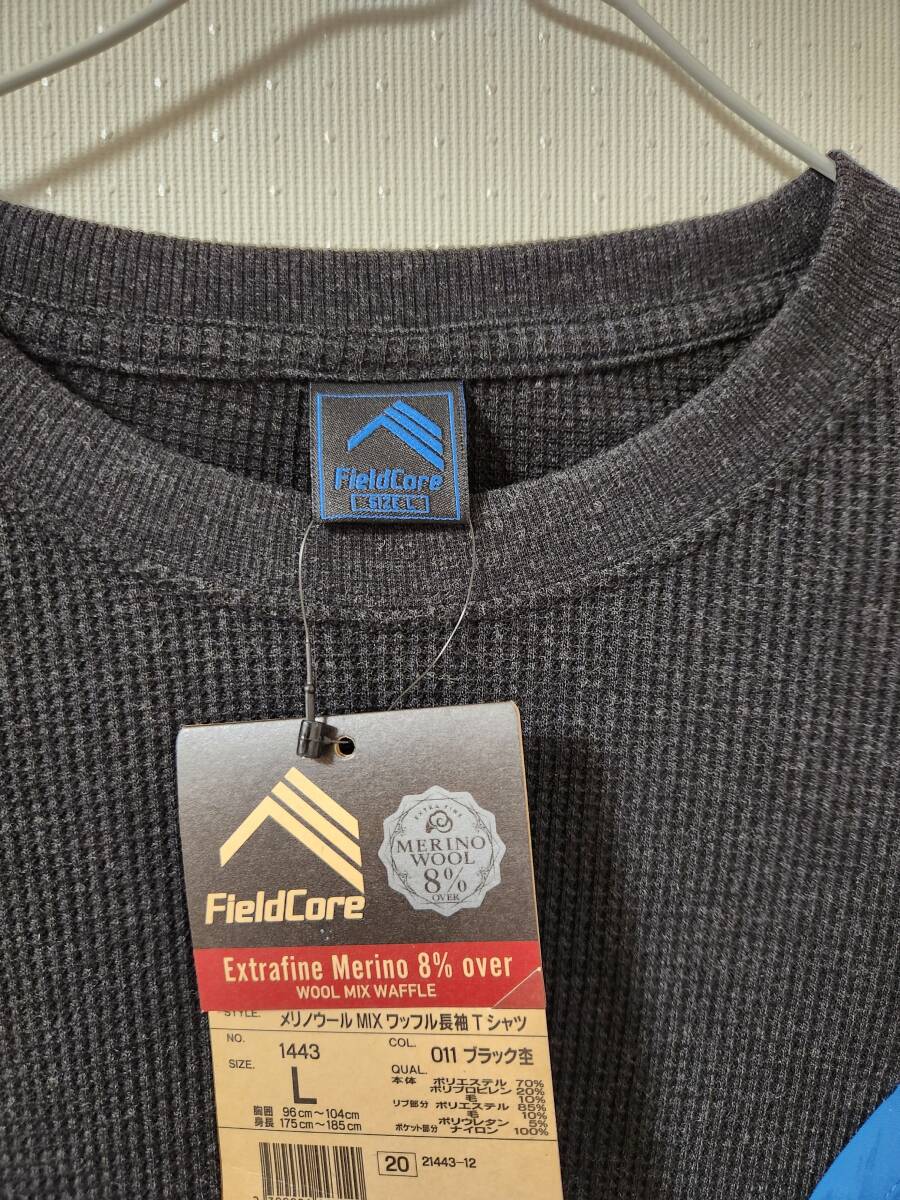 FieldCore
SIZE L
EXTRA FINE
MERINO
WOOL
8%
OVER
FieldCore
Extrafine Merino 8% over
WOOL MIX WAFFLE
STYLE. メリノウールMIXワッフル長袖Tシャツ
NO. 1443
COL. 011 ブラック杢
SIZE. L
胸囲 96cm～104cm
身長 175cm～185cm
QUAL.
本体 ポリエステル 70%
ポリプロピレン 20%
毛 10%
リブ部分 ポリエステル 85%
毛 10%
ポリウレタン 5%
ポケット部分 ナイロン 100%
20 21443-12